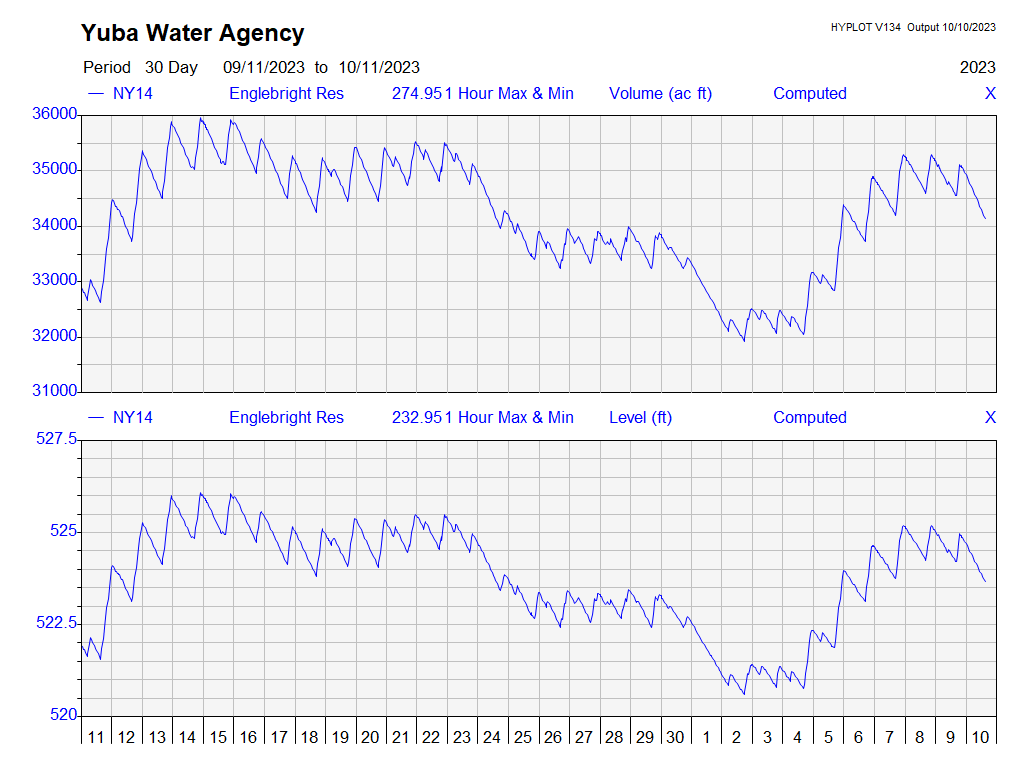 Yuba Water Agency
HYPLOT V134 Output 10/10/2023
Period 30 Day 09/11/2023 to 10/11/2023 2023
NY14 Englebright Res 274.951 Hour Max & Min Volume (ac ft) Computed X
36000
35000
34000
33000
32000
31000
NY14 Englebright Res 232.951 Hour Max & Min Level (ft) Computed X
527.5
525
522.5
520
11 12 13 14 15 16 17 18 19 20 21 22 23 24 25 26 27 28 29 30 1 2 3 4 5 6 7 8 9 10